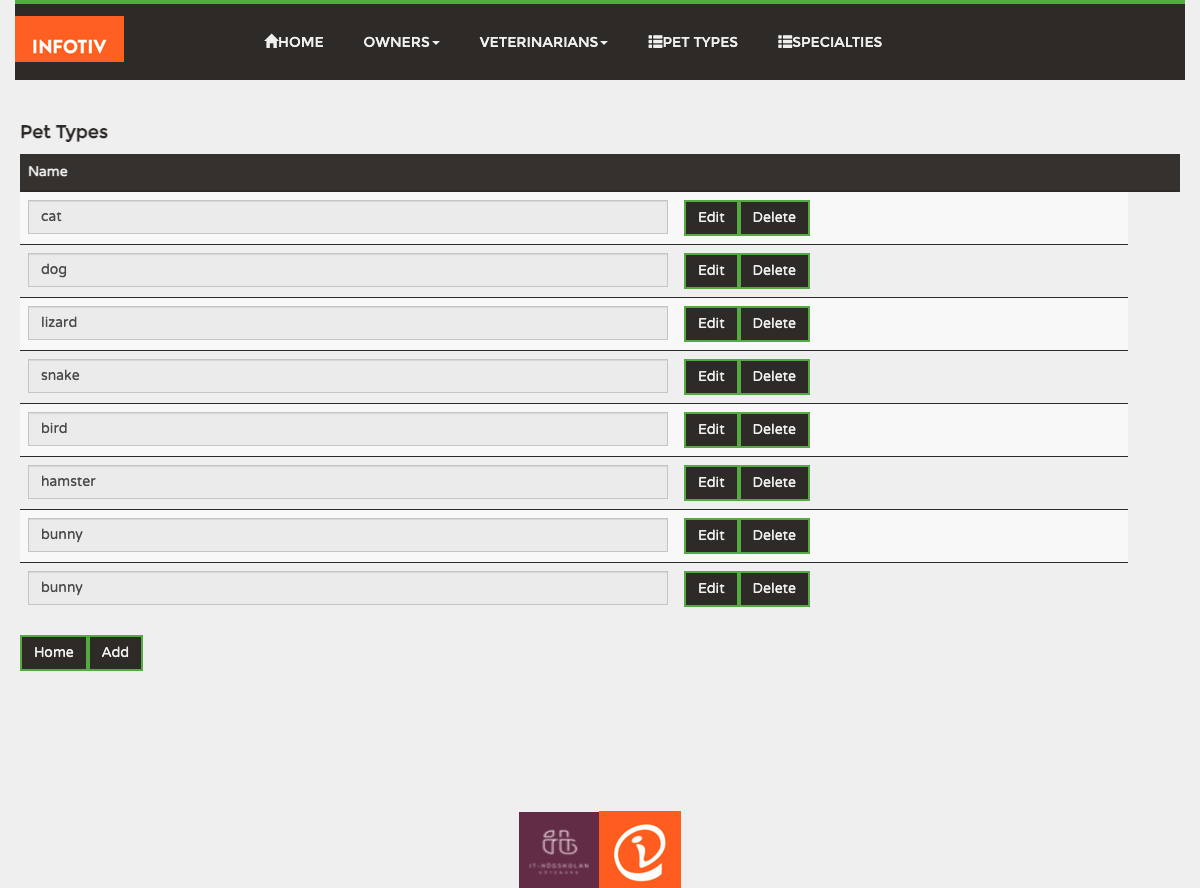 INFOTIV HOME OWNERS VETERINARIANS PET TYPES SPECIALTIES
Pet Types
Name
cat Edit Delete
dog Edit Delete
lizard Edit Delete
snake Edit Delete
bird Edit Delete
hamster Edit Delete
bunny Edit Delete
bunny Edit Delete
Home Add
IT-HÖGSKOLAN
GÖTEBORG